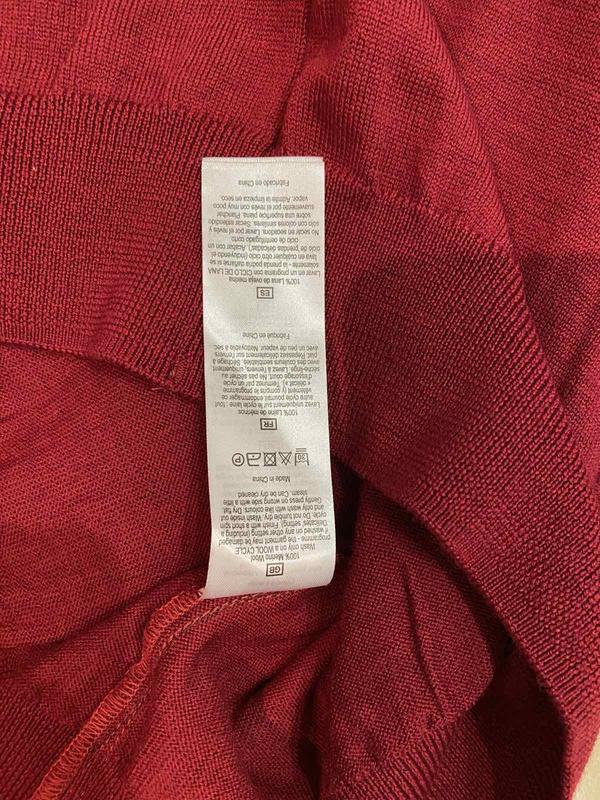 GB
100% Merino Wool
Wash on a only a WOOLCYCLE
programme - the garment may be damaged
if washed on any other setting (including a
'Delicates' setting). Finish with a short spin
cycle. Do not tumble dry. Wash inside out
and only wash with like colours. Dry flat.
Gently press on wrong side with a little
steam. Can be dry cleaned
Made in China
30
P
FR
100% Laine de mérinos
Lavez uniquement sur le cycle laine : tout
autre cycle pourrait endommager ce
vêtement (y compris le programme
« délicat »). Terminez par un cycle
d'essorage court. Ne pas sécher au
sèche-linge. Lavez à l'envers, uniquement
avec des couleurs semblables. Séchage à
plat. Repassez délicatement sur l'envers
avec un peu de vapeur. Nettoyable à sec
Fabriqué en Chine
ES
100% Lana de oveja merina
Lavar en un programa con CICLO DE LANA
solamente - la prenda podría dañarse si se
lava en cualquier otro ciclo (incluyendo el
ciclo de 'prendas delicadas'). Acabar con un
ciclo de centrifugado corto.
No secar en secadora. Lavar por el revés y
sólo con colores similares. Secar extendido
sobre una superficie plana. Planchar
suavemente por el revés con muy poco
vapor. Admite la limpieza en seco.
Fabricado en China